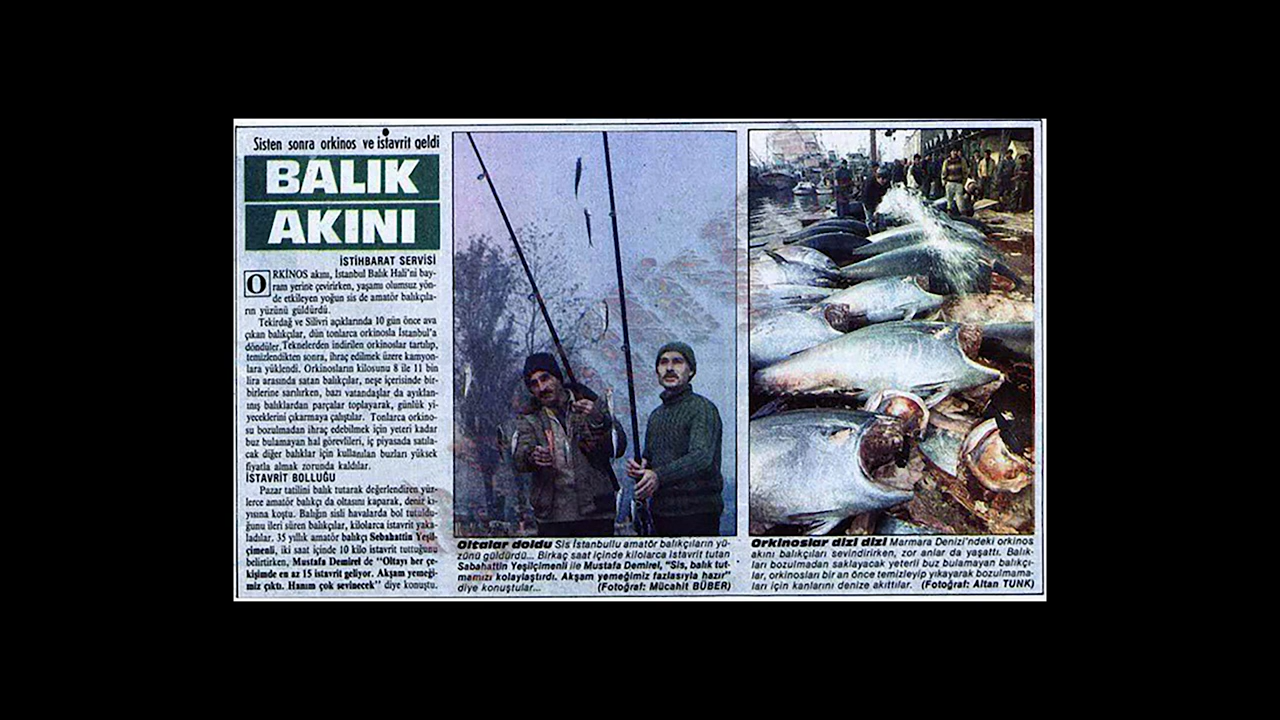 Sisten sonra orkinos ve istavrit geldi
BALIK
AKINI
İSTİHBARAT SERVİSİ
ORKİNOS akını, İstanbul Balık Hali'ni bay-
ram yerine çevirirken, yaşamı olumsuz yön-
de etkileyen yoğun sis de amatör balıkçıla-
rın yüzünü güldürdü.
Tekirdağ ve Silivri açıklarında 10 gün önce ava
çıkan balıkçılar, dün tonlarca orkinosla İstanbul'a
döndüler. Teknelerden indirilen orkinoslar tartılıp,
temizlendikten sonra, ihraç edilmek üzere kamyon-
lara yüklendi. Orkinosların kilosunu 8 ile 11 bin
lira arasında satan balıkçılar, neşe içerisinde bir-
birlerine sarılırken, bazı vatandaşlar da ayıklan-
mış balıklardan parçalar toplayarak, günlük yi-
yeceklerini çıkarmaya çalıştılar. Tonlarca orkino-
su bozulmadan ihraç edebilmek için yeteri kadar
buz bulamayan hal görevlileri, iç piyasada satıla-
cak diğer balıklar için kullanılan buzları yüksek
fiyatla almak zorunda kaldılar.
İSTAVRİT BOLLUĞU
Pazar tatilini balık tutarak değerlendiren yüz-
lerce amatör balıkçı da oltasını kaparak, deniz kı-
yısına koştu. Balığın sisli havalarda bol tutuldu-
ğunu ileri süren balıkçılar, kilolarca istavrit yaka-
ladılar. 35 yıllık amatör balıkçı Sebahattin Yeşil-
çimenli, iki saat içinde 10 kilo istavrit tuttuğunu
belirtirken, Mustafa Demirel de "Oltayı her çe-
kişimde en az 15 istavrit geliyor. Akşam yemeği-
miz çıktı. Hanım çok sevinecek" diye konuştu.
Oltalar doldu Sis İstanbullu amatör balıkçıların yü-
zünü güldürdü... Birkaç saat içinde kilolarca istavrit tutan
Sabahattin Yeşilçimenli ile Mustafa Demirel, "Sis, balık tut-
mamızı kolaylaştırdı. Akşam yemeğimiz fazlasıyla hazır"
diye konuştular... (Fotoğraf: Mücahit BÜBER)
Orkinoslar dizi dizi Marmara Denizi'ndeki orkinos
akını balıkçıları sevindirirken, zor anlar da yaşattı. Balık-
ları bozulmadan saklayacak yeterli buz bulamayan balıkçı-
lar, orkinosları bir an önce temizleyip yıkayarak bozulmama-
ları için kanlarını denize akıttılar. (Fotoğraf: Altan TUNK)